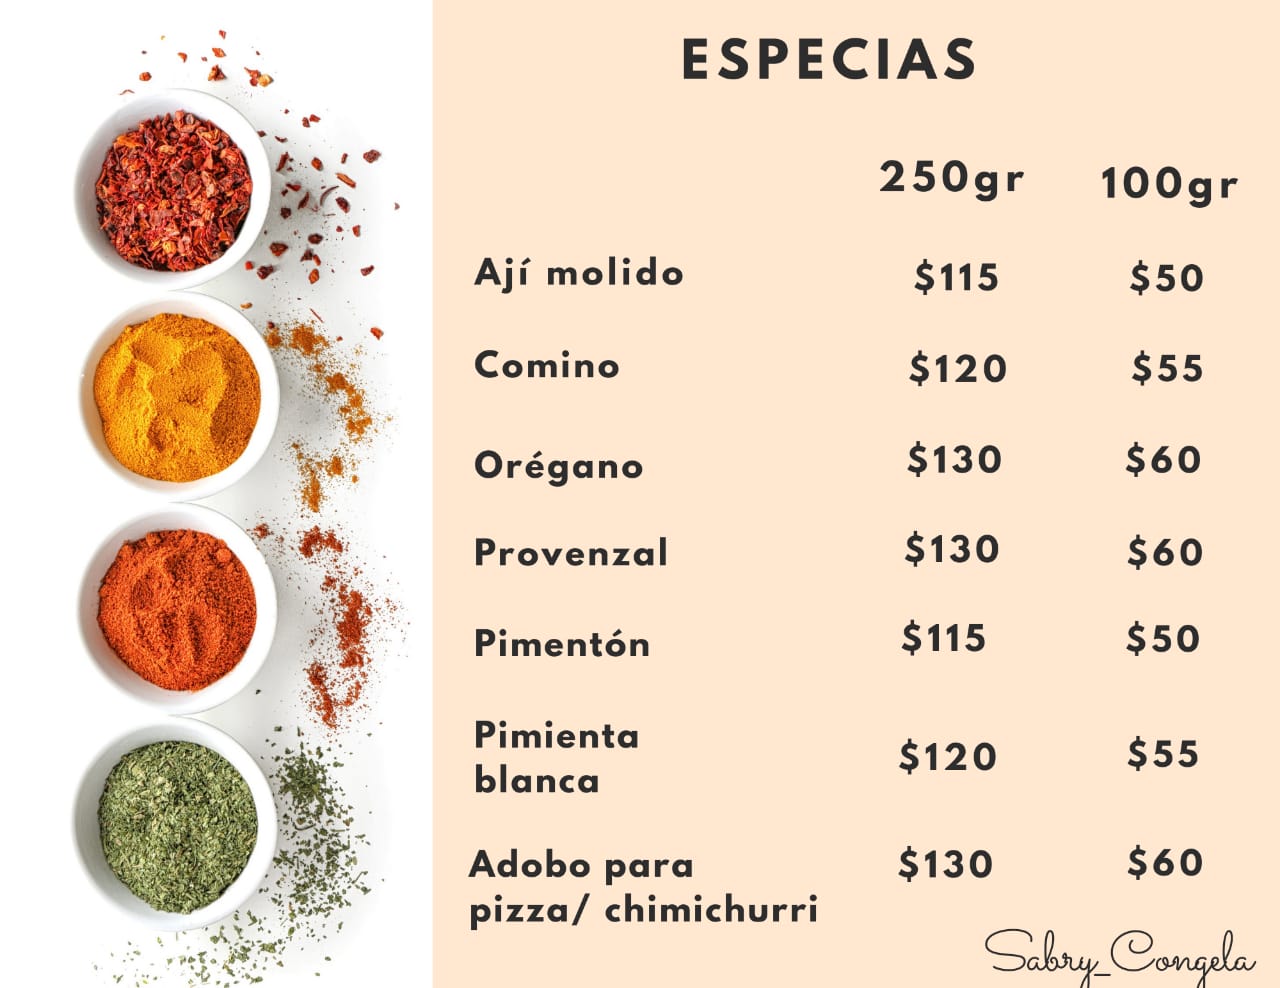 ESPECIAS
250gr 100gr
Ají molido $115 $50
Comino $120 $55
Orégano $130 $60
Provenzal $130 $60
Pimentón $115 $50
Pimienta
blanca $120 $55
Adobo para $130 $60
pizza/ chimichurri
Sabry_Congela